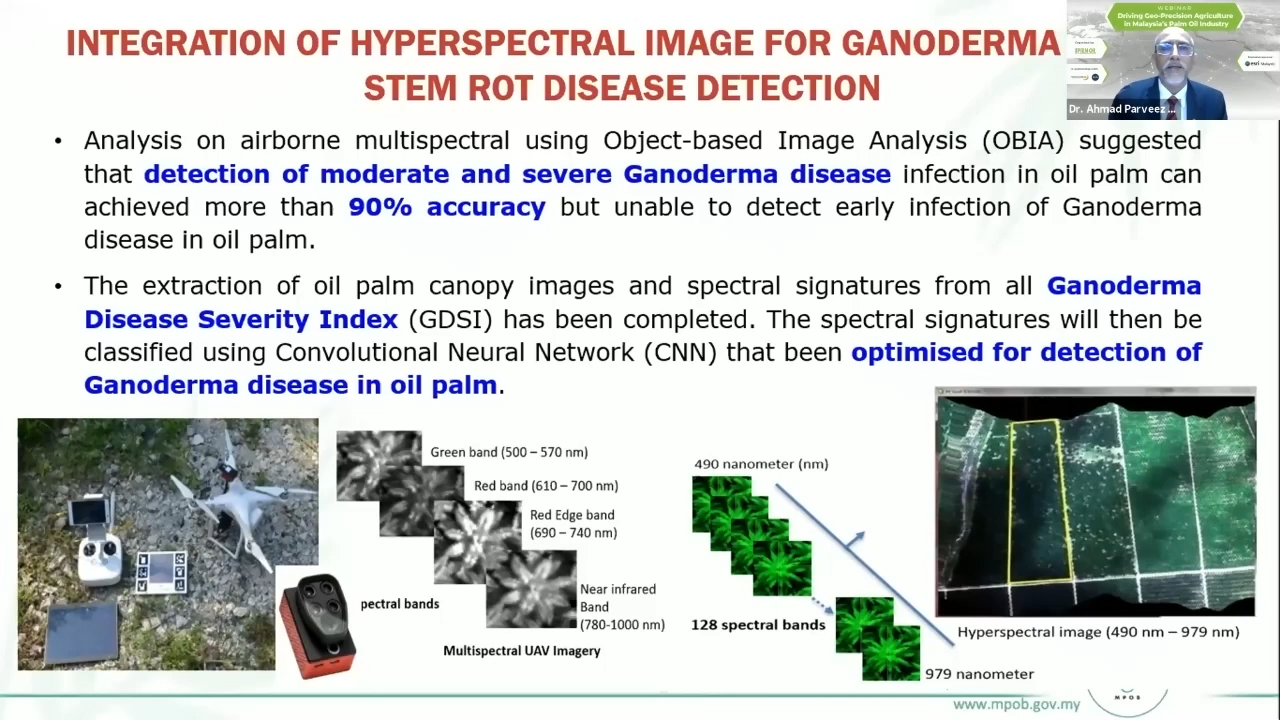 INTEGRATION OF HYPERSPECTRAL IMAGE FOR GANODERMA
STEM ROT DISEASE DETECTION
WEBINAR
Driving Geo-Precision Agriculture
in Malaysia's Palm Oil Industry
esri Malaysia
Dr. Ahmad Parveez ...
• Analysis on airborne multispectral using Object-based Image Analysis (OBIA) suggested
that detection of moderate and severe Ganoderma disease infection in oil palm can
achieved more than 90% accuracy but unable to detect early infection of Ganoderma
disease in oil palm.
• The extraction of oil palm canopy images and spectral signatures from all Ganoderma
Disease Severity Index (GDSI) has been completed. The spectral signatures will then be
classified using Convolutional Neural Network (CNN) that been optimised for detection of
Ganoderma disease in oil palm.
Green band (500 – 570 nm)
Red band (610 – 700 nm)
Red Edge band
(690 – 740 nm)
Near infrared
Band
(780-1000 nm)
pectral bands
Multispectral UAV Imagery
490 nanometer (nm)
128 spectral bands
979 nanometer
Hyperspectral image (490 nm – 979 nm)
www.mpob.gov.my
MPOB